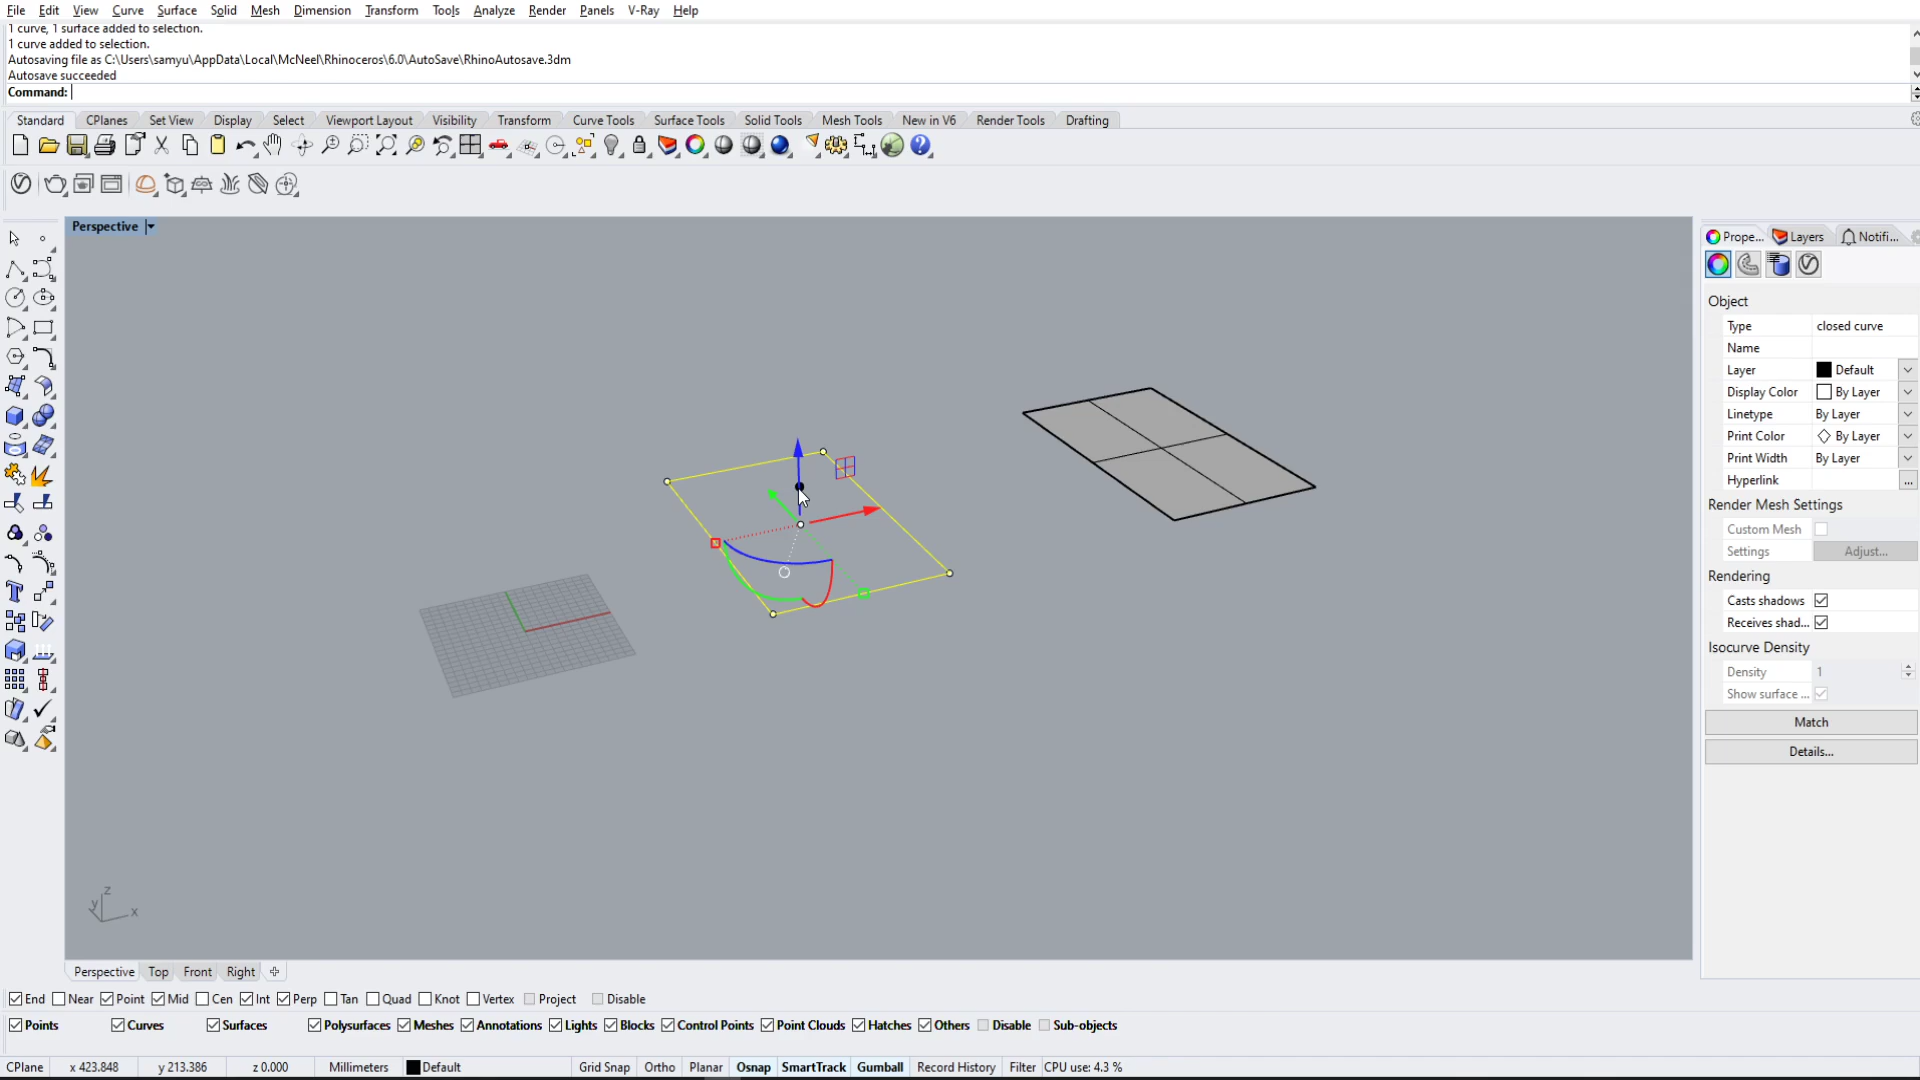 File Edit View Curve Surface Solid Mesh Dimension Transform Tools Analyze Render Panels V-Ray Help
1 curve, 1 surface added to selection.
1 curve added to selection.
Autosaving file as C:\Users\samyu\AppData\Local\McNeel\Rhinoceros\6.0\AutoSave\RhinoAutosave.3dm
Autosave succeeded
Command:
Standard CPlanes Set View Display Select Viewport Layout Visibility Transform Curve Tools Surface Tools Solid Tools Mesh Tools New in V6 Render Tools Drafting
Perspective
Prope... Layers Notifi...
Object
Type closed curve
Name
Layer Default
Display Color By Layer
Linetype By Layer
Print Color By Layer
Print Width By Layer
Hyperlink ...
Render Mesh Settings
Custom Mesh
Settings Adjust...
Rendering
Casts shadows
Receives shad...
Isocurve Density
Density 1
Show surface ...
Match
Details...
z
y x
Perspective Top Front Right
End Near Point Mid Cen Int Perp Tan Quad Knot Vertex Project Disable
Points Curves Surfaces Polysurfaces Meshes Annotations Lights Blocks Control Points Point Clouds Hatches Others Disable Sub-objects
CPlane x 423.848 y 213.386 z 0.000 Millimeters Default Grid Snap Ortho Planar Osnap SmartTrack Gumball Record History Filter CPU use: 4.3 %